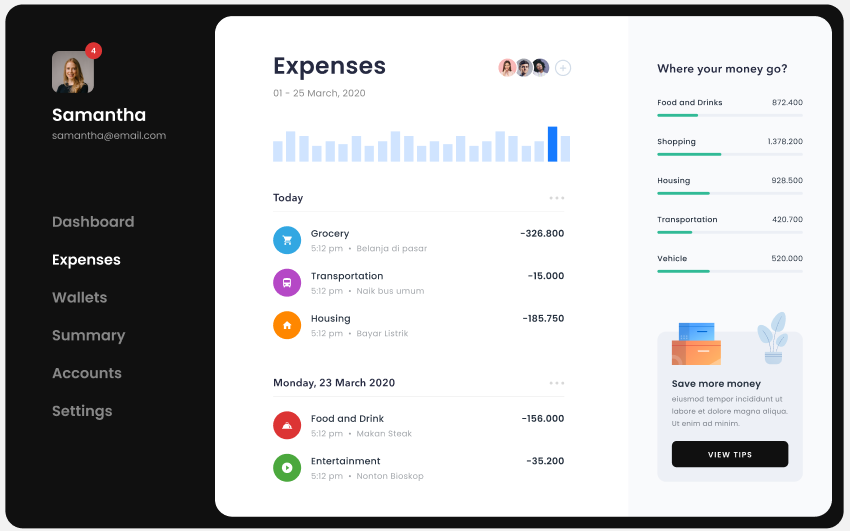 4
Samantha
samantha@email.com
Dashboard
Expenses
Wallets
Summary
Accounts
Settings
Expenses
01 - 25 March, 2020
Today
Grocery
-326.800
5:12 pm • Belanja di pasar
Transportation
-15.000
5:12 pm • Naik bus umum
Housing
-185.750
5:12 pm • Bayar Listrik
Monday, 23 March 2020
Food and Drink
-156.000
5:12 pm • Makan Steak
Entertainment
-35.200
5:12 pm • Nonton Bioskop
Where your money go?
Food and Drinks 872.400
Shopping 1.378.200
Housing 928.500
Transportation 420.700
Vehicle 520.000
Save more money
eiusmod tempor incididunt ut
labore et dolore magna aliqua.
Ut enim ad minim.
VIEW TIPS